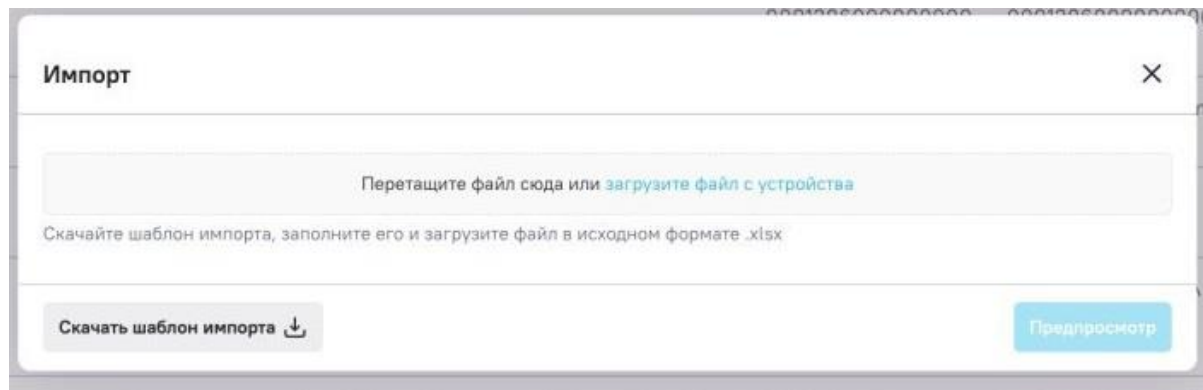 Импорт
Перетащите файл сюда или загрузите файл с устройства
Скачайте шаблон импорта, заполните его и загрузите файл в исходном формате .xlsx
Скачать шаблон импорта
Предпросмотр